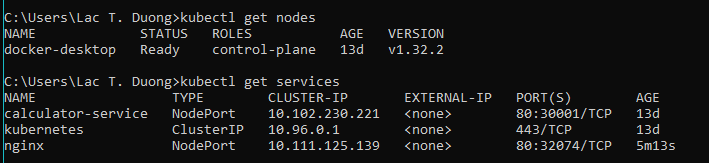 C:\Users\Lac T. Duong>kubectl get nodes
NAME STATUS ROLES AGE VERSION
docker-desktop Ready control-plane 13d v1.32.2
C:\Users\Lac T. Duong>kubectl get services
NAME TYPE CLUSTER-IP EXTERNAL-IP PORT(S) AGE
calculator-service NodePort 10.102.230.221 <none> 80:30001/TCP 13d
kubernetes ClusterIP 10.96.0.1 <none> 443/TCP 13d
nginx NodePort 10.111.125.139 <none> 80:32074/TCP 5m13s